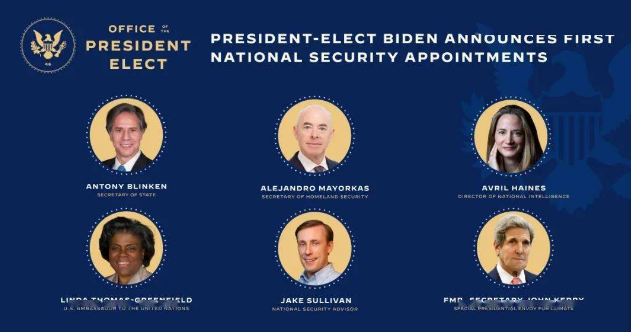 OFFICE OF THE
PRESIDENT
ELECT
PRESIDENT-ELECT BIDEN ANNOUNCES FIRST
NATIONAL SECURITY APPOINTMENTS
46
ANTONY BLINKEN
SECRETARY OF STATE
ALEJANDRO MAYORKAS
SECRETARY OF HOMELAND SECURITY
AVRIL HAINES
DIRECTOR OF NATIONAL INTELLIGENCE
LINDA THOMAS-GREENFIELD
U.S. AMBASSADOR TO THE UNITED NATIONS
JAKE SULLIVAN
NATIONAL SECURITY ADVISOR
FMR. SECRETARY JOHN KERRY
SPECIAL PRESIDENTIAL ENVOY FOR CLIMATE